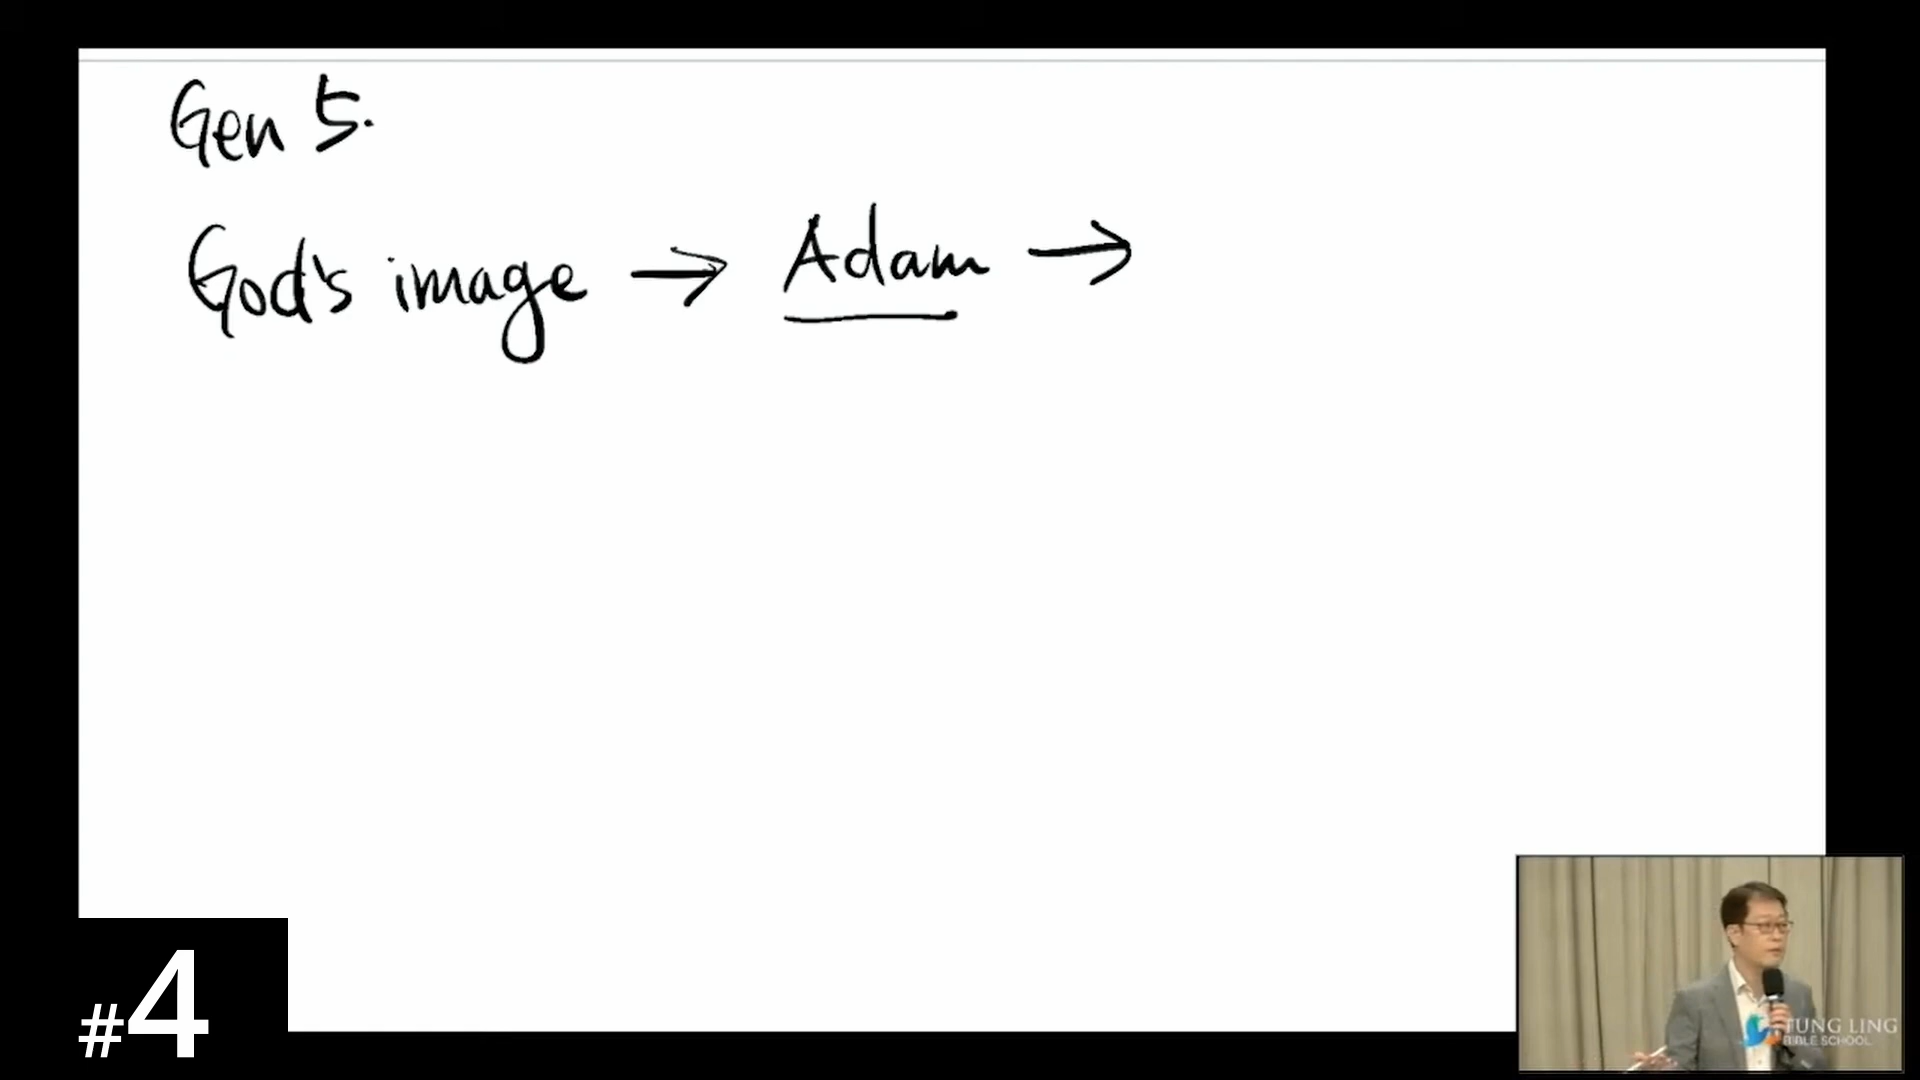 Gen 5.
God's image → Adam →
#4
TUNG LING
BIBLE SCHOOL